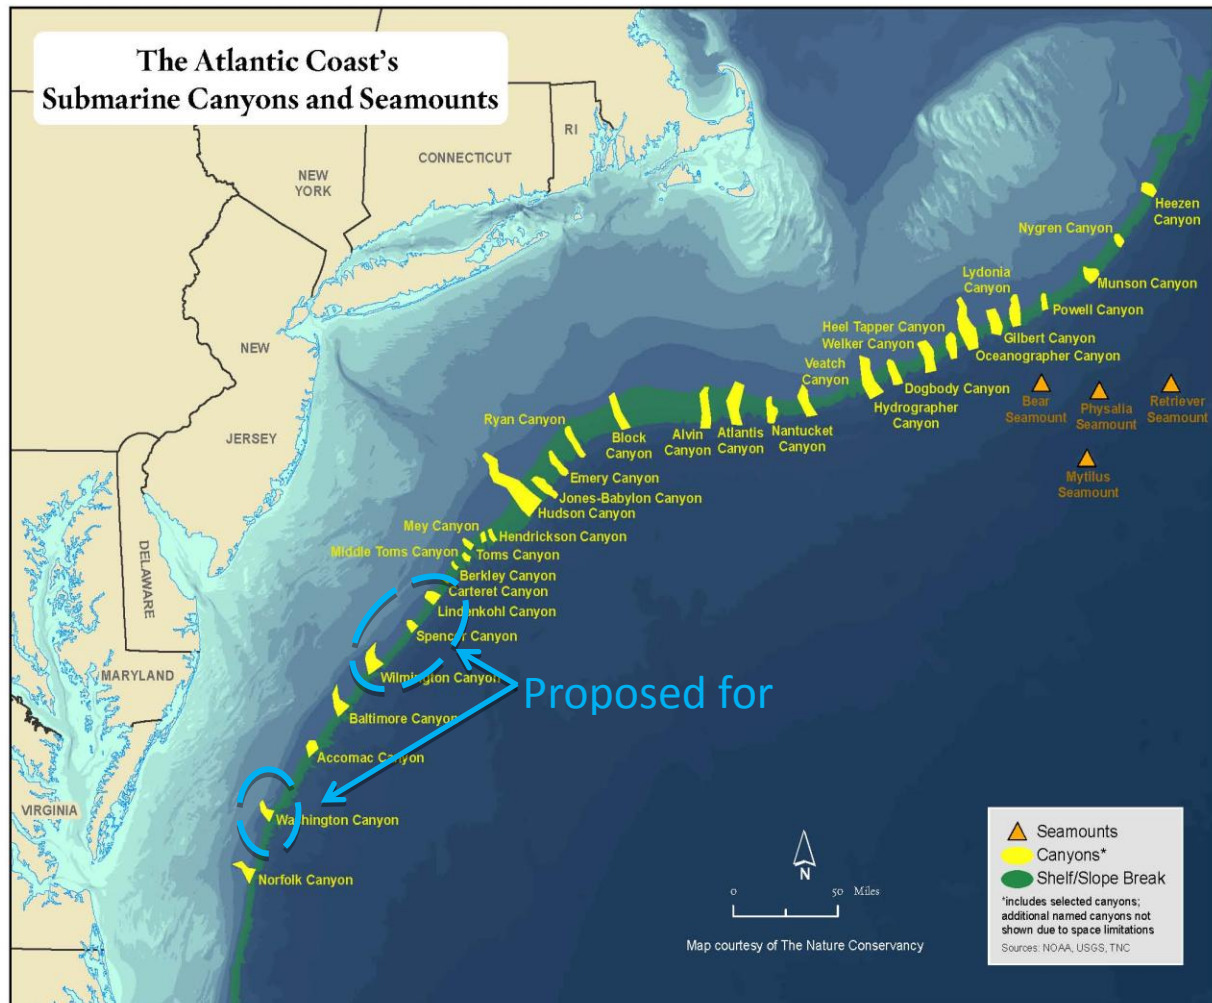 The Atlantic Coast's
Submarine Canyons and Seamounts
RI
CONNECTICUT
NEW
YORK
Heezen
Canyon
Nygren Canyon
Lydonia
Canyon
Munson Canyon
Powell Canyon
Heel Tapper Canyon
Gilbert Canyon
Welker Canyon
Oceanographer Canyon
NEW
Veatch
Canyon
Dogbody Canyon
Bear
Seamount
Physalia
Seamount
Retriever
Seamount
Hydrographer
Canyon
Ryan Canyon
JERSEY
Block
Canyon
Alvin
Canyon
Atlantis
Canyon
Nantucket
Canyon
Mytilus
Seamount
Emery Canyon
Jones-Babylon Canyon
Hudson Canyon
Mey Canyon
Hendrickson Canyon
Middle Toms Canyon
Toms Canyon
DELAWARE
Berkley Canyon
Carteret Canyon
Lindenkohl Canyon
Spencer Canyon
MARYLAND
Wilmington Canyon
Proposed for
Baltimore Canyon
Accomac Canyon
VIRGINIA
Washington Canyon
Norfolk Canyon
N
0 50 Miles
Map courtesy of The Nature Conservancy
Seamounts
Canyons*
Shelf/Slope Break
*includes selected canyons;
additional named canyons not
shown due to space limitations
Sources: NOAA, USGS, TNC